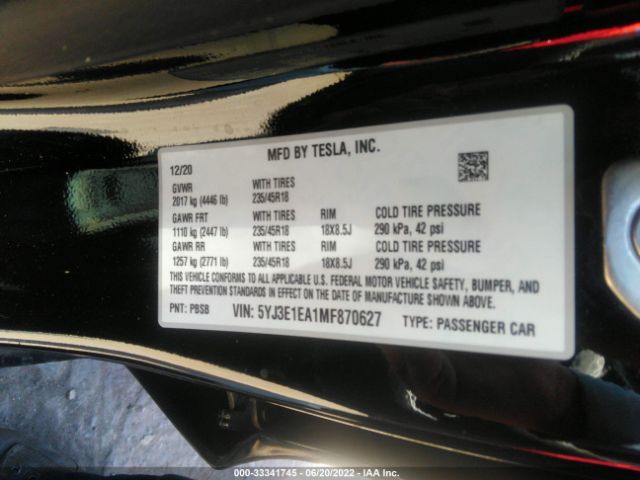 MFD BY TESLA, INC.
12/20
GVWR WITH TIRES
2017 kg (4446 lb) 235/45R18
GAWR FRT WITH TIRES RIM COLD TIRE PRESSURE
1110 kg (2447 lb) 235/45R18 18X8.5J 290 kPa, 42 psi
GAWR RR WITH TIRES RIM COLD TIRE PRESSURE
1257 kg (2771 lb) 235/45R18 18X8.5J 290 kPa, 42 psi
THIS VEHICLE CONFORMS TO ALL APPLICABLE U.S. FEDERAL MOTOR VEHICLE SAFETY, BUMPER, AND
THEFT PREVENTION STANDARDS IN EFFECT ON THE DATE OF MANUFACTURE SHOWN ABOVE.
PNT: PBSB VIN: 5YJ3E1EA1MF870627 TYPE: PASSENGER CAR
000-33341745 - 06/20/2022 - IAA Inc.